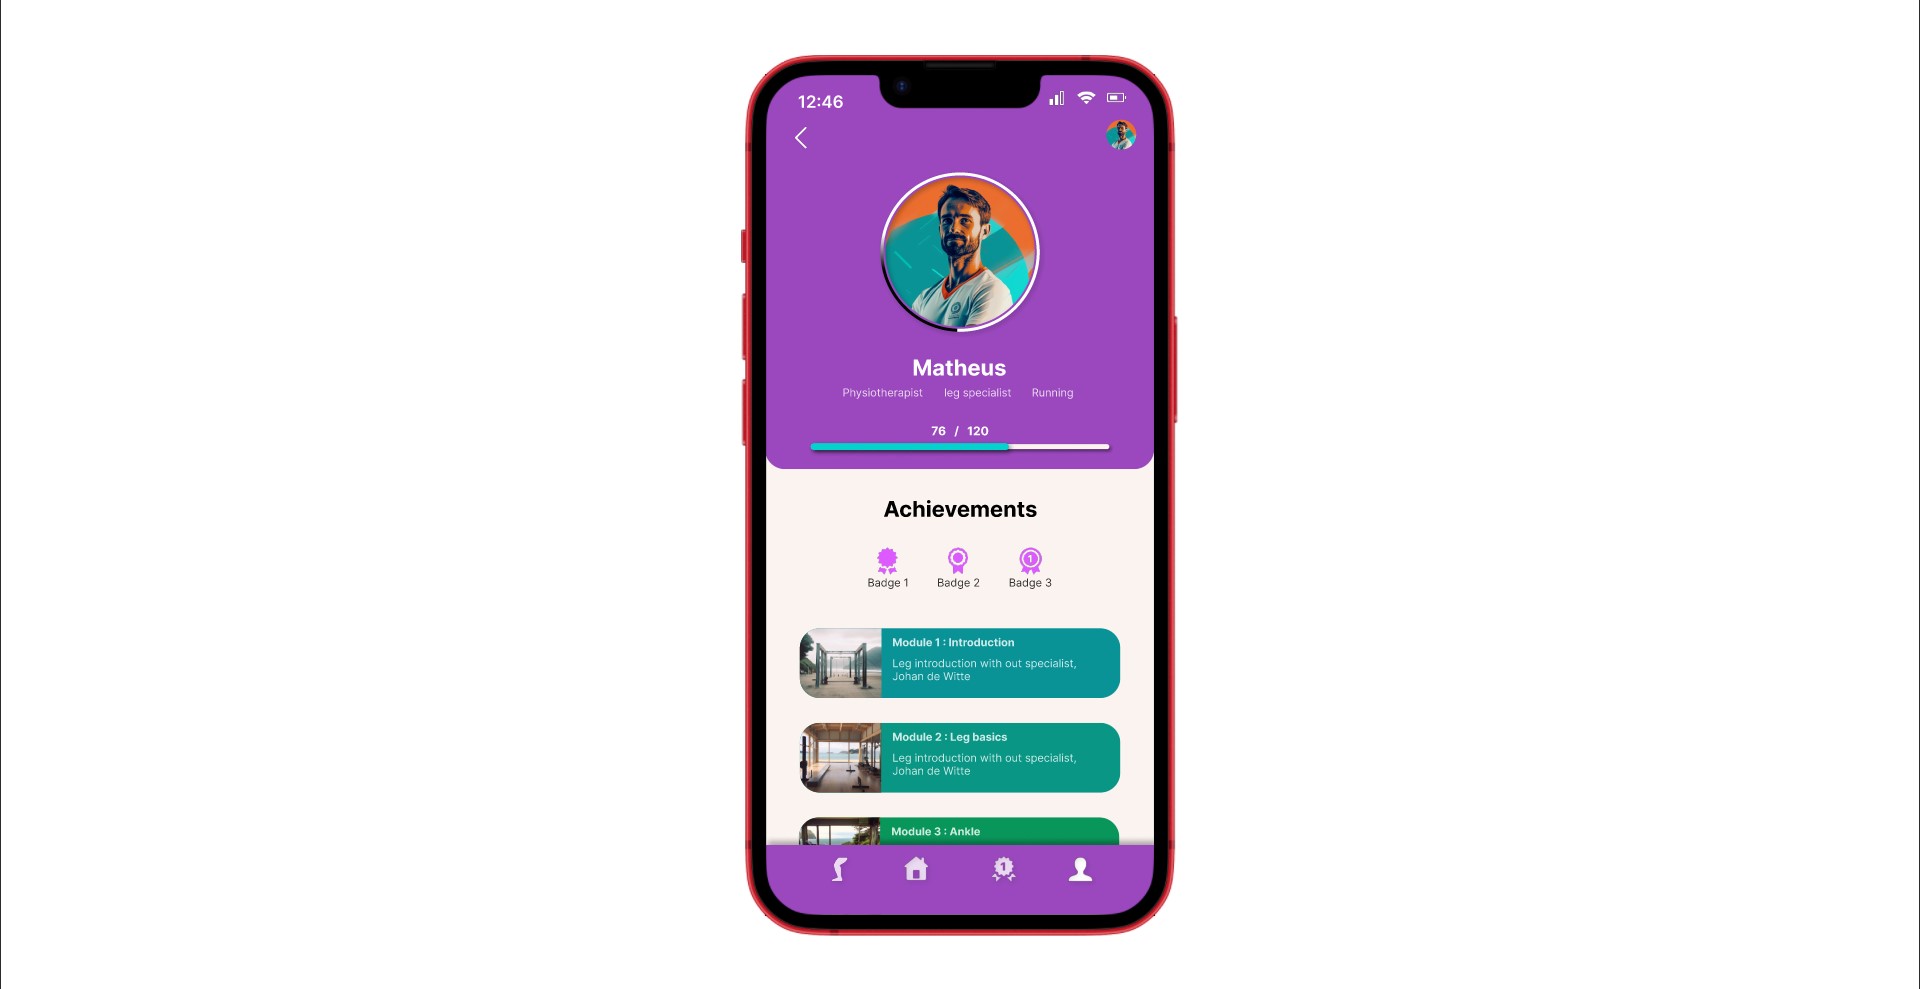 12:46
Matheus
Physiotherapist leg specialist Running
76 / 120
Achievements
1
Badge 1 Badge 2 Badge 3
Module 1 : Introduction
Leg introduction with out specialist,
Johan de Witte
Module 2 : Leg basics
Leg introduction with out specialist,
Johan de Witte
Module 3 : Ankle
1